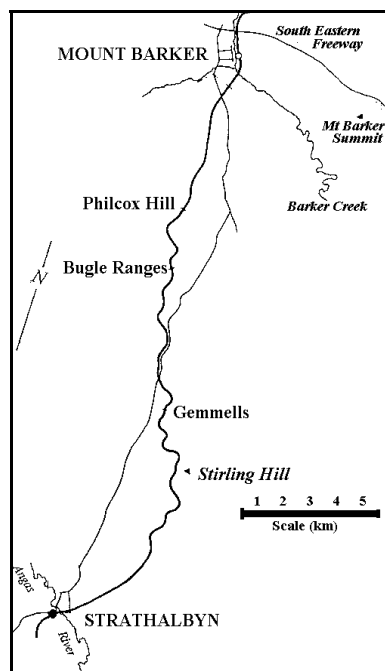 South Eastern
Freeway
MOUNT BARKER
Mt Barker
Summit
Barker Creek
Philcox Hill
Bugle Ranges
N
Gemmells
Stirling Hill
1 2 3 4 5
Scale (km)
Angas
River
STRATHALBYN